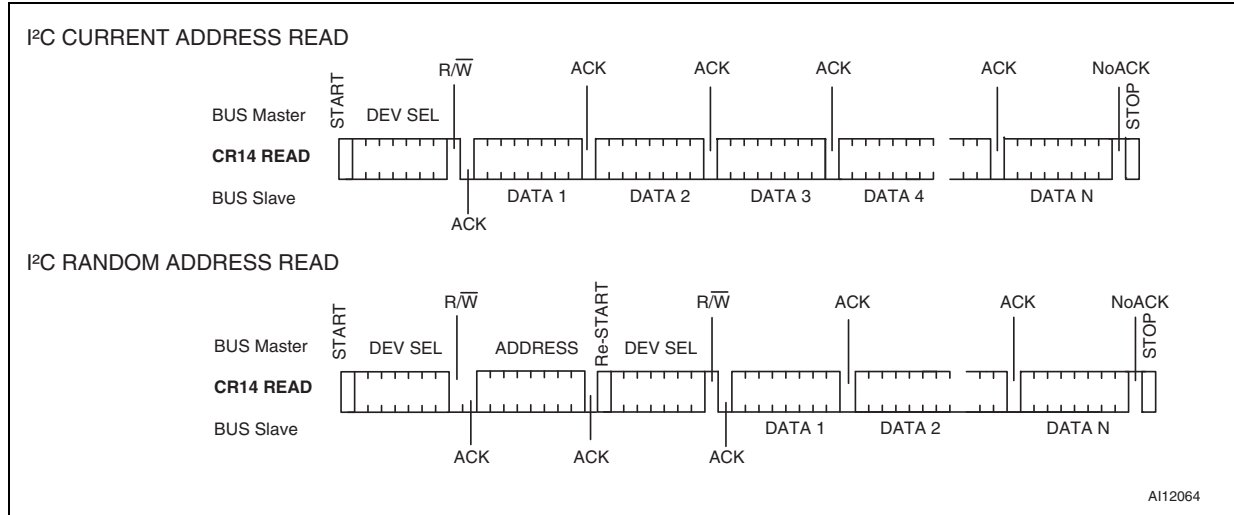 I²C CURRENT ADDRESS READ
R/W̅ ACK ACK ACK ACK NoACK
START
STOP
BUS Master DEV SEL
CR14 READ
BUS Slave DATA 1 DATA 2 DATA 3 DATA 4 DATA N
ACK
I²C RANDOM ADDRESS READ
R/W̅ R/W̅ ACK ACK NoACK
START
Re-START
STOP
BUS Master DEV SEL ADDRESS DEV SEL
CR14 READ
BUS Slave DATA 1 DATA 2 DATA N
ACK ACK ACK
AI12064